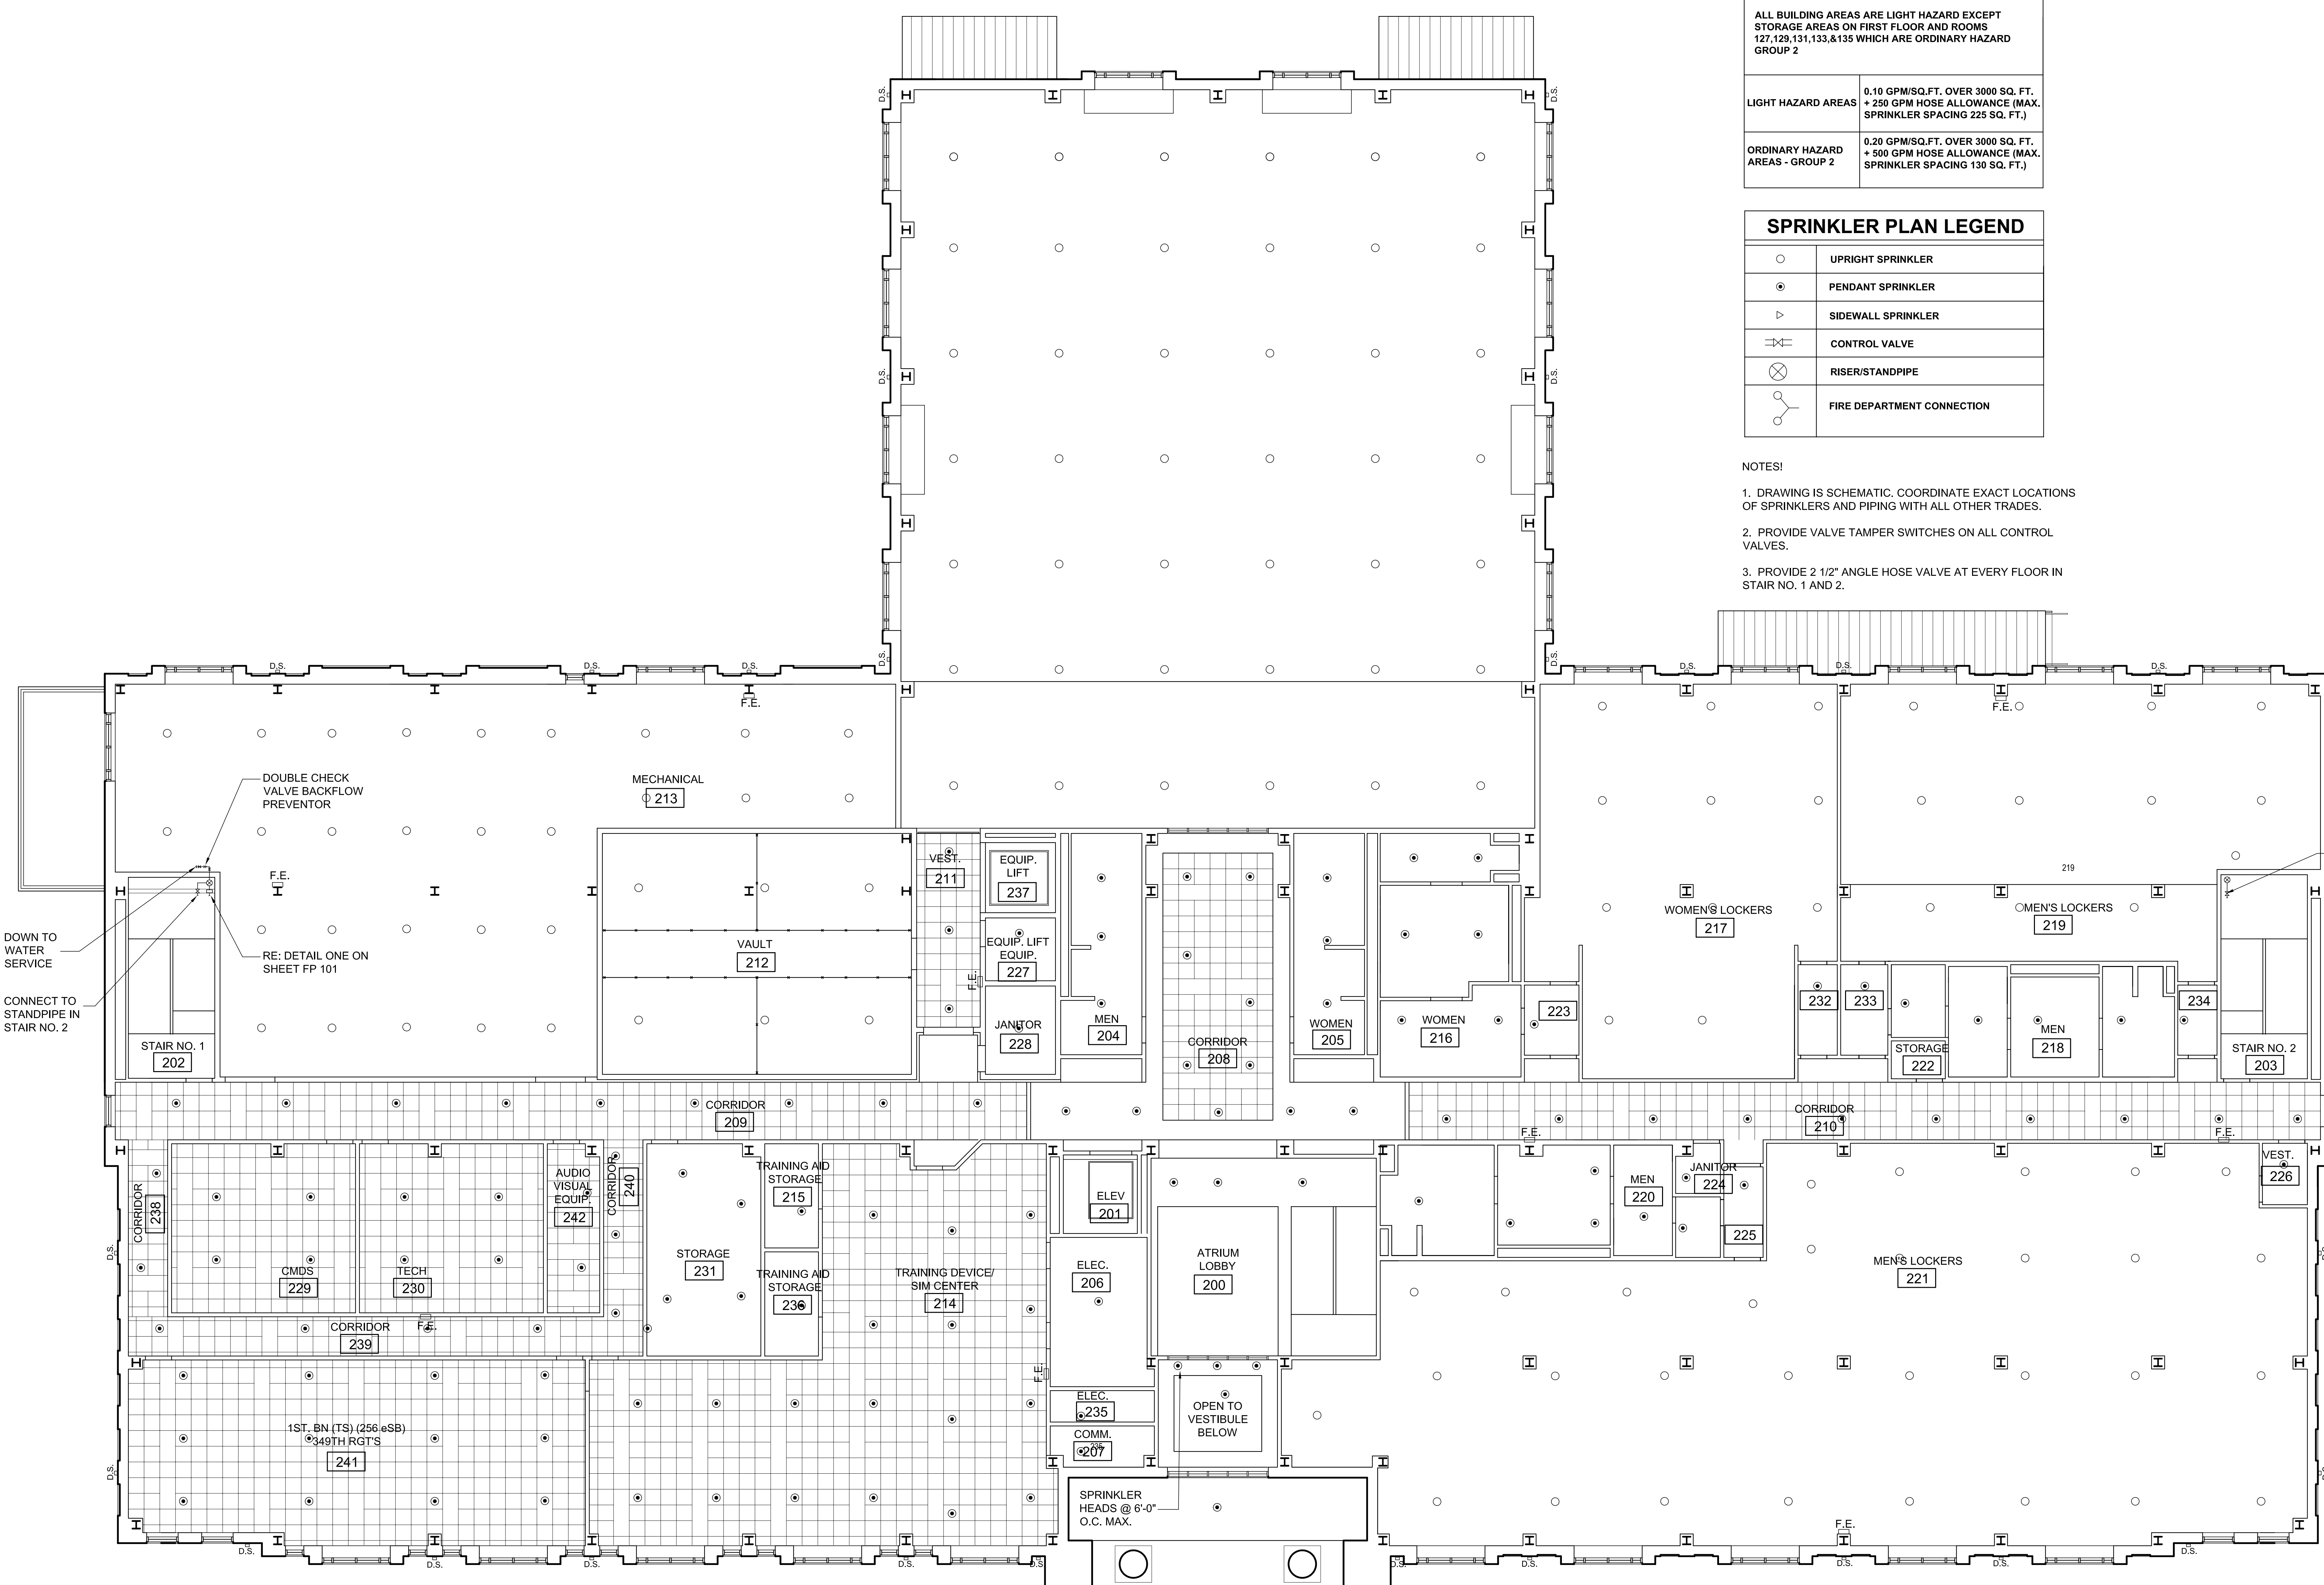 ALL BUILDING AREAS ARE LIGHT HAZARD EXCEPT
STORAGE AREAS ON FIRST FLOOR AND ROOMS
127,129,131,133,&135 WHICH ARE ORDINARY HAZARD
GROUP 2
LIGHT HAZARD AREAS
0.10 GPM/SQ.FT. OVER 3000 SQ. FT.
+ 250 GPM HOSE ALLOWANCE (MAX.
SPRINKLER SPACING 225 SQ. FT.)
ORDINARY HAZARD
AREAS - GROUP 2
0.20 GPM/SQ.FT. OVER 3000 SQ. FT.
+ 500 GPM HOSE ALLOWANCE (MAX.
SPRINKLER SPACING 130 SQ. FT.)
SPRINKLER PLAN LEGEND
UPRIGHT SPRINKLER
PENDANT SPRINKLER
SIDEWALL SPRINKLER
CONTROL VALVE
RISER/STANDPIPE
FIRE DEPARTMENT CONNECTION
NOTES!
1. DRAWING IS SCHEMATIC. COORDINATE EXACT LOCATIONS
OF SPRINKLERS AND PIPING WITH ALL OTHER TRADES.
2. PROVIDE VALVE TAMPER SWITCHES ON ALL CONTROL
VALVES.
3. PROVIDE 2 1/2" ANGLE HOSE VALVE AT EVERY FLOOR IN
STAIR NO. 1 AND 2.
D.S.
D.S.
D.S.
D.S.
D.S.
D.S.
D.S.
D.S.
D.S.
D.S.
D.S.
D.S.
F.E.
F.E.
DOUBLE CHECK
VALVE BACKFLOW
PREVENTOR
MECHANICAL
213
F.E.
DOWN TO
WATER
SERVICE
RE: DETAIL ONE ON
SHEET FP 101
CONNECT TO
STANDPIPE IN
STAIR NO. 2
STAIR NO. 1
202
VAULT
212
VEST.
211
F.E.
EQUIP.
LIFT
237
EQUIP. LIFT
EQUIP.
227
JANITOR
228
MEN
204
CORRIDOR
208
WOMEN
205
WOMEN
216
223
WOMEN'S LOCKERS
217
219
MEN'S LOCKERS
219
232
233
STORAGE
222
MEN
218
234
STAIR NO. 2
203
CORRIDOR
209
CORRIDOR
210
F.E.
F.E.
CORRIDOR
238
CMDS
229
TECH
230
AUDIO
VISUAL
EQUIP.
242
CORRIDOR
240
CORRIDOR
239
F.E.
STORAGE
231
TRAINING AID
STORAGE
215
TRAINING AID
STORAGE
236
TRAINING DEVICE/
SIM CENTER
214
ELEV
201
ELEC.
206
ATRIUM
LOBBY
200
F.E.
ELEC.
235
COMM.
207
235
OPEN TO
VESTIBULE
BELOW
SPRINKLER
HEADS @ 6'-0"
O.C. MAX.
MEN
220
JANITOR
224
225
MEN'S LOCKERS
221
VEST.
226
1ST. BN (TS) (256 eSB)
349TH RGT'S
241
F.E.
D.S.
D.S.
D.S.
D.S.
D.S.
D.S.
D.S.
D.S.
D.S.
D.S.
D.S.
D.S.
D.S.
D.S.